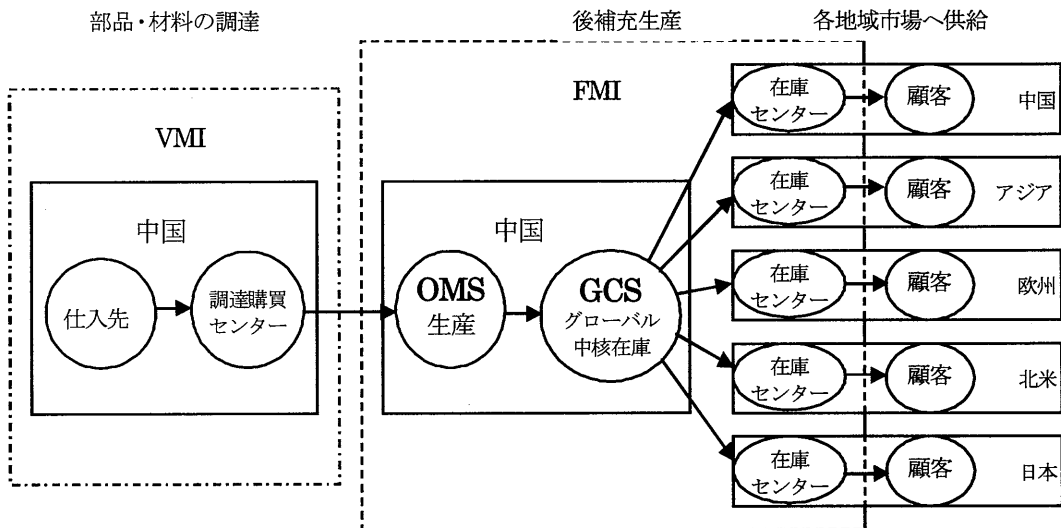 部品・材料の調達
後補充生産
各地域市場へ供給
VMI
中国
仕入先
調達購買
センター
FMI
中国
OMS
生産
GCS
グローバル
中核在庫
在庫
センター
顧客
中国
在庫
センター
顧客
アジア
在庫
センター
顧客
欧州
在庫
センター
顧客
北米
在庫
センター
顧客
日本